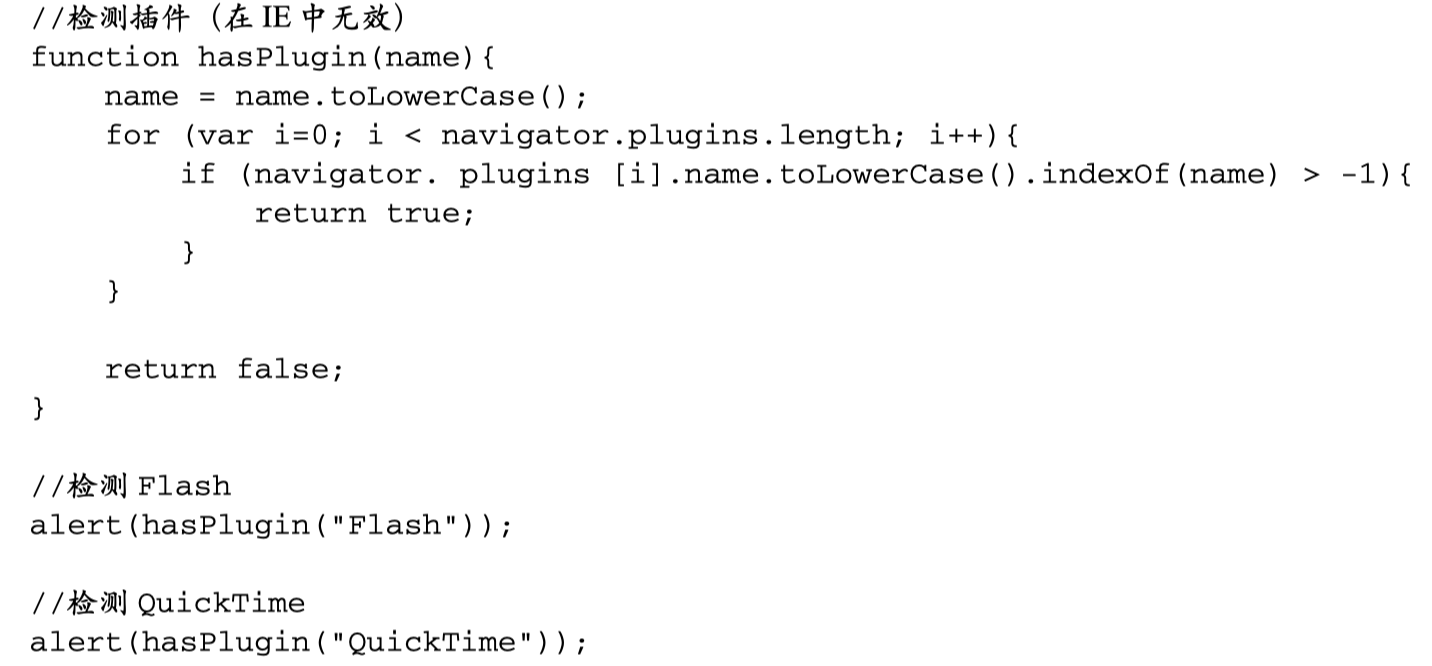 //检测插件（在 IE 中无效）
function hasPlugin(name){
    name = name.toLowerCase();
    for (var i=0; i < navigator.plugins.length; i++){
        if (navigator. plugins [i].name.toLowerCase().indexOf(name) > -1){
            return true;
        }
    }

    return false;
}

//检测 Flash
alert(hasPlugin("Flash"));

//检测 QuickTime
alert(hasPlugin("QuickTime"));